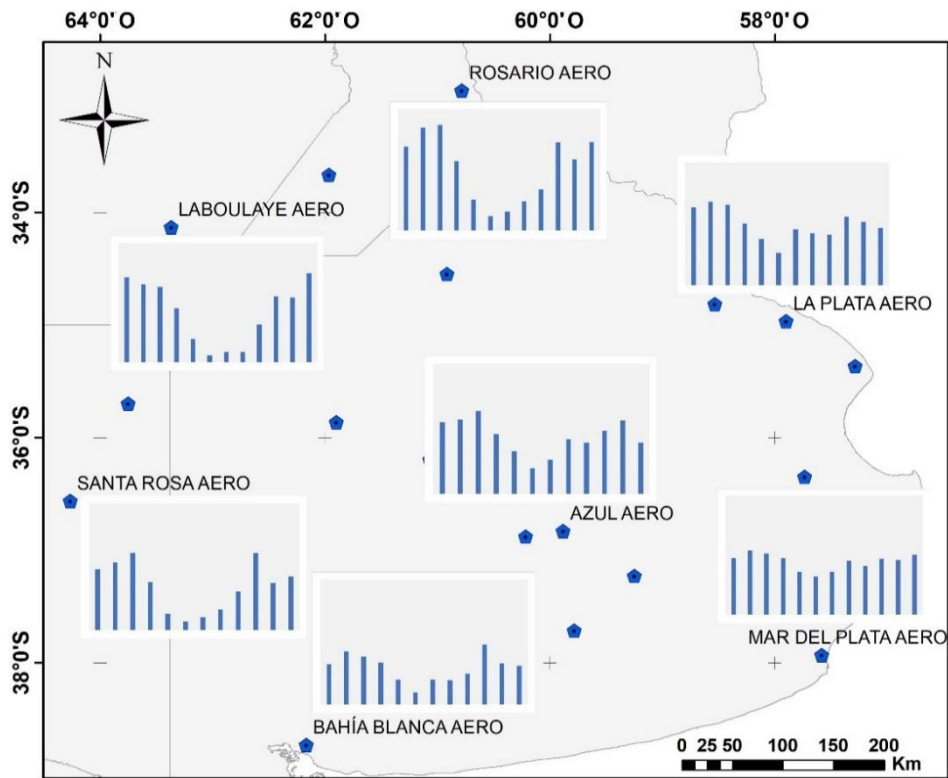 64°0'O 62°0'O 60°0'O 58°0'O
N
ROSARIO AERO
34°0'S
LABOULAYE AERO
LA PLATA AERO
36°0'S
SANTA ROSA AERO
AZUL AERO
38°0'S
MAR DEL PLATA AERO
BAHÍA BLANCA AERO
0 25 50 100 150 200
Km